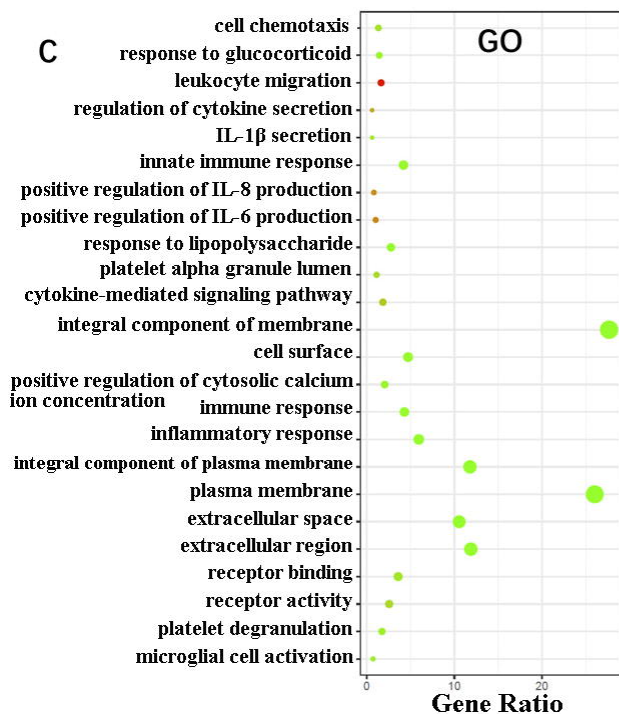 C
GO
cell chemotaxis
response to glucocorticoid
leukocyte migration
regulation of cytokine secretion
IL-1β secretion
innate immune response
positive regulation of IL-8 production
positive regulation of IL-6 production
response to lipopolysaccharide
platelet alpha granule lumen
cytokine-mediated signaling pathway
integral component of membrane
cell surface
positive regulation of cytosolic calcium
ion concentration
immune response
inflammatory response
integral component of plasma membrane
plasma membrane
extracellular space
extracellular region
receptor binding
receptor activity
platelet degranulation
microglial cell activation
0 10 20
Gene Ratio